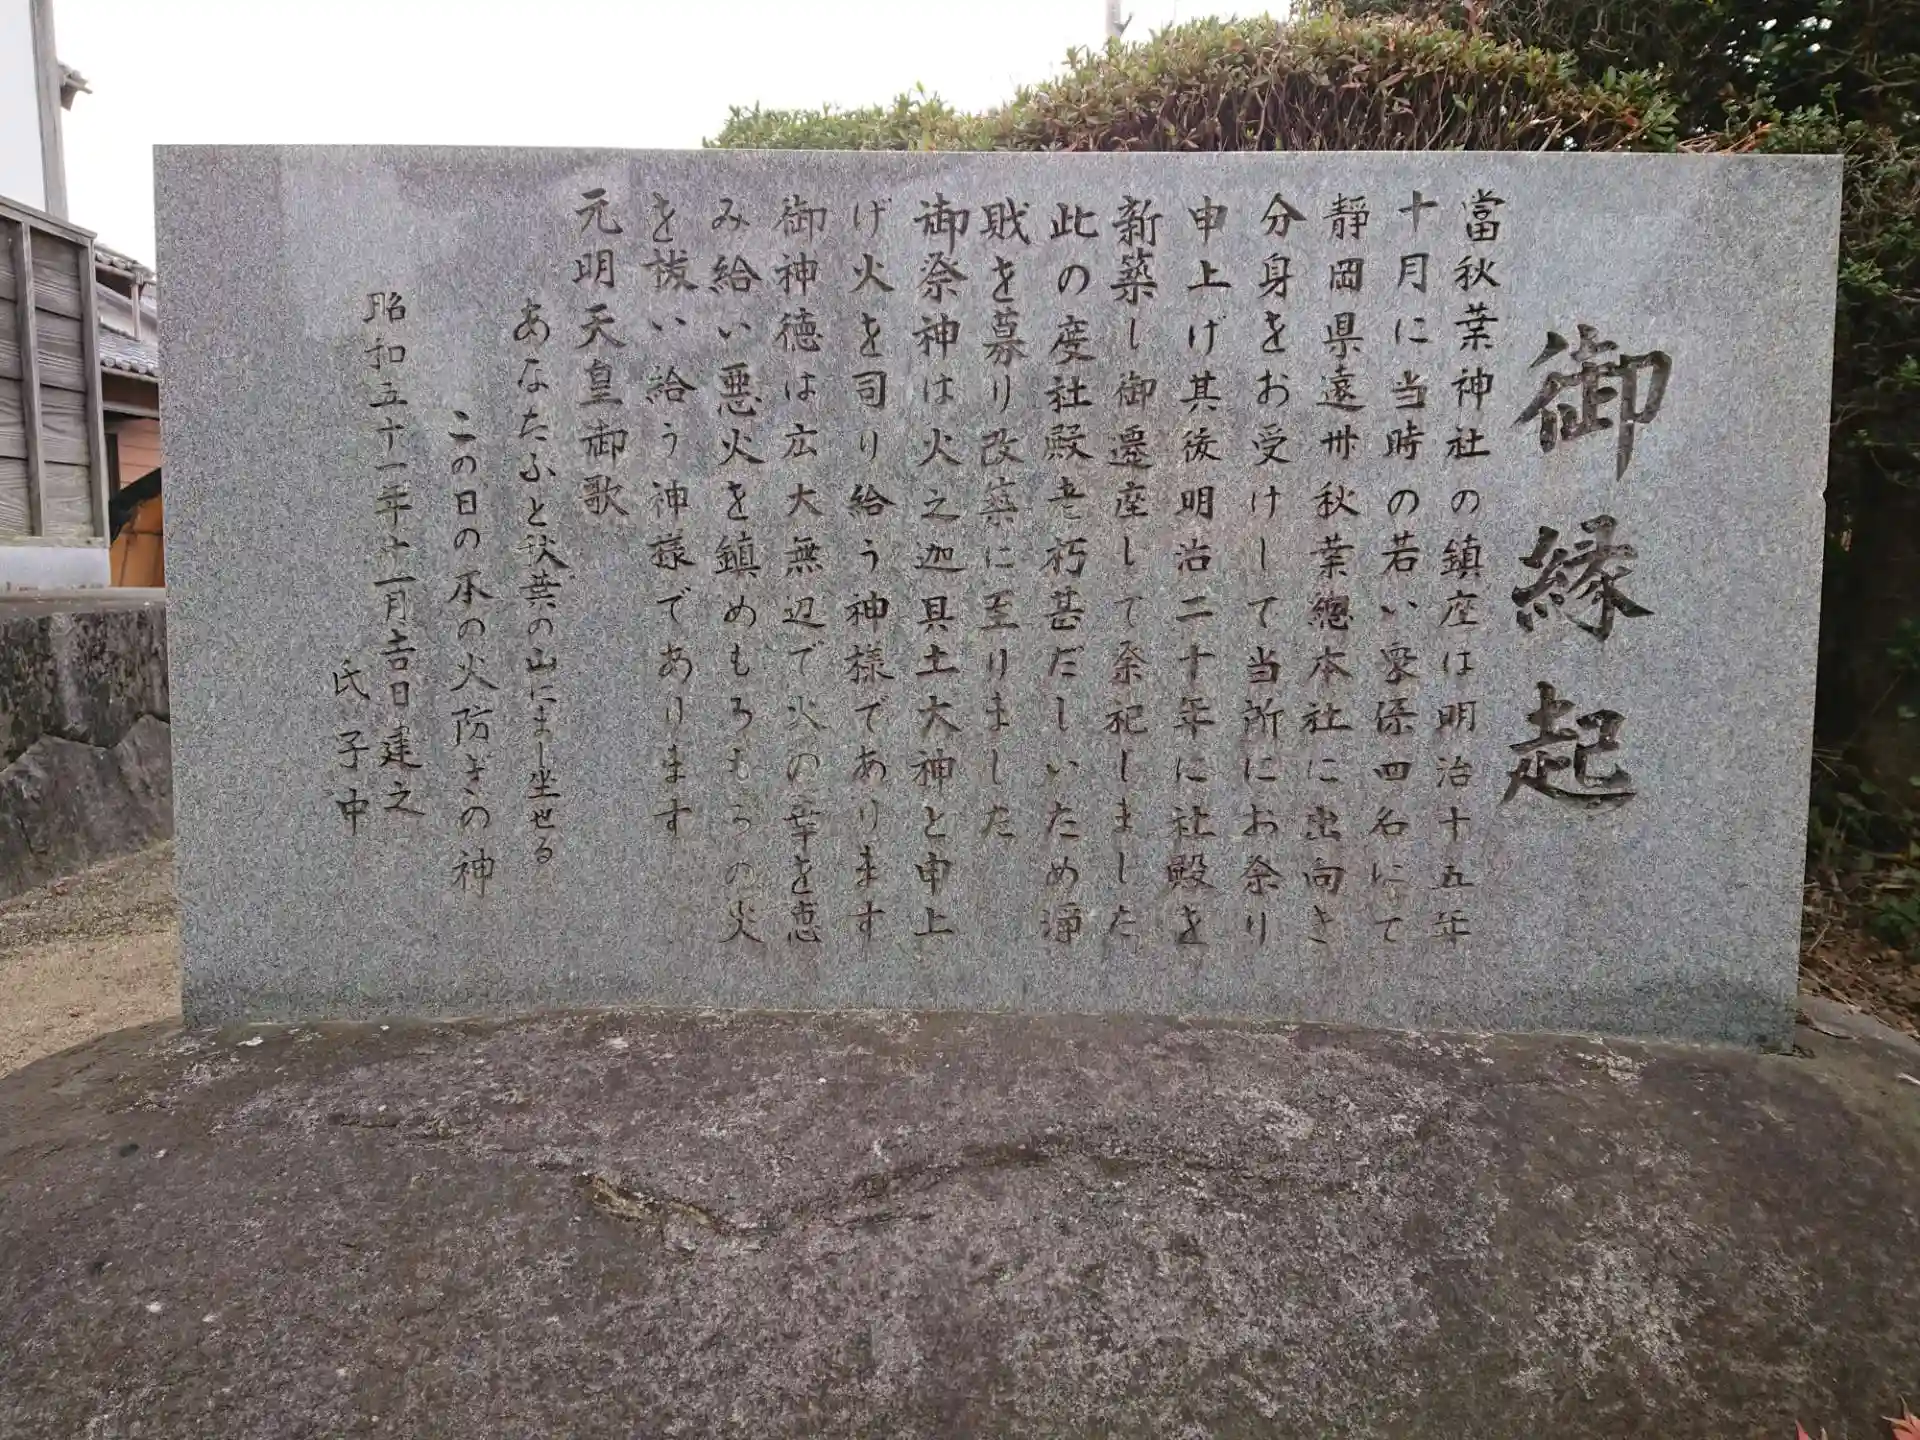 御縁起
當秋葉神社の鎮座は明治十五年
十月に当時の若い衆係四名にて
靜岡県遠州秋葉總本社に出向き
分身をお受けして当所にお祭り
申上げ其後明治二十年に社殿を
新築し御遷座して祭祀しました
此の度社殿老朽甚だしいため淨
財を募り改築に至りました
御祭神は火之迦具土大神と申上
げ火を司り給う神様であります
御神徳は広大無辺で火の幸を恵
み給い悪火を鎮めもろもろの火
を祓い給う神様であります
元明天皇御歌
あなたふと秋葉の山にまし坐せる
この日の本の火防ぎの神
昭和五十一年十一月吉日建之
氏子中